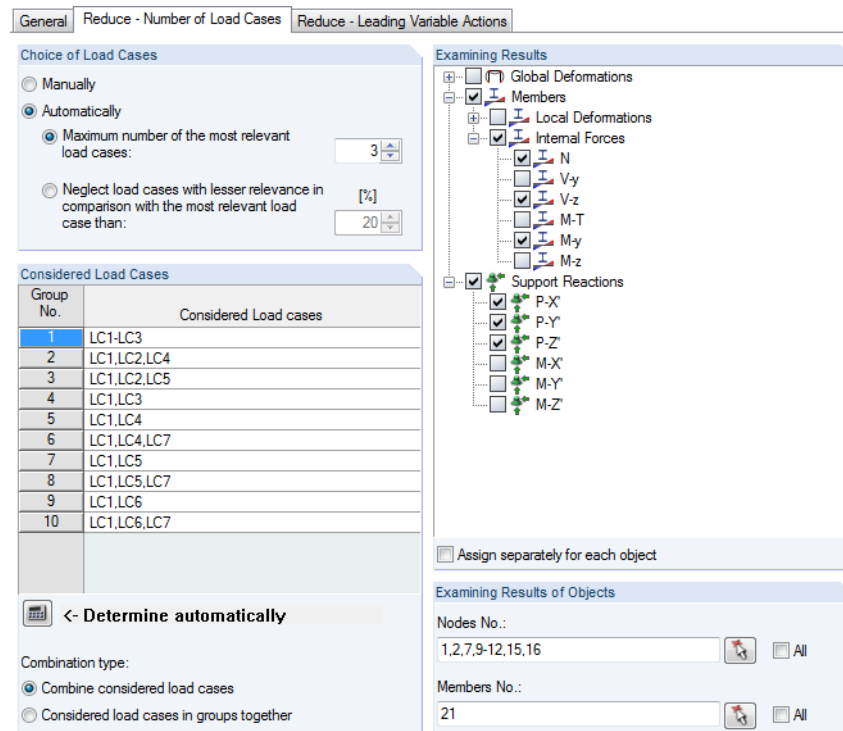 General Reduce - Number of Load Cases Reduce - Leading Variable Actions
Choice of Load Cases
Manually
Automatically
Maximum number of the most relevant
load cases:
3
Neglect load cases with lesser relevance in
comparison with the most relevant load
case than:
[%]
20
Considered Load Cases
Group
No.
Considered Load cases
1 LC1-LC3
2 LC1,LC2,LC4
3 LC1,LC2,LC5
4 LC1,LC3
5 LC1,LC4
6 LC1,LC4,LC7
7 LC1,LC5
8 LC1,LC5,LC7
9 LC1,LC6
10 LC1,LC6,LC7
<- Determine automatically
Combination type:
Combine considered load cases
Considered load cases in groups together
Examining Results
Global Deformations
Members
Local Deformations
Internal Forces
N
V-y
V-z
M-T
M-y
M-z
Support Reactions
P-X'
P-Y'
P-Z'
M-X'
M-Y'
M-Z'
Assign separately for each object
Examining Results of Objects
Nodes No.:
1,2,7,9-12,15,16
All
Members No.:
21
All